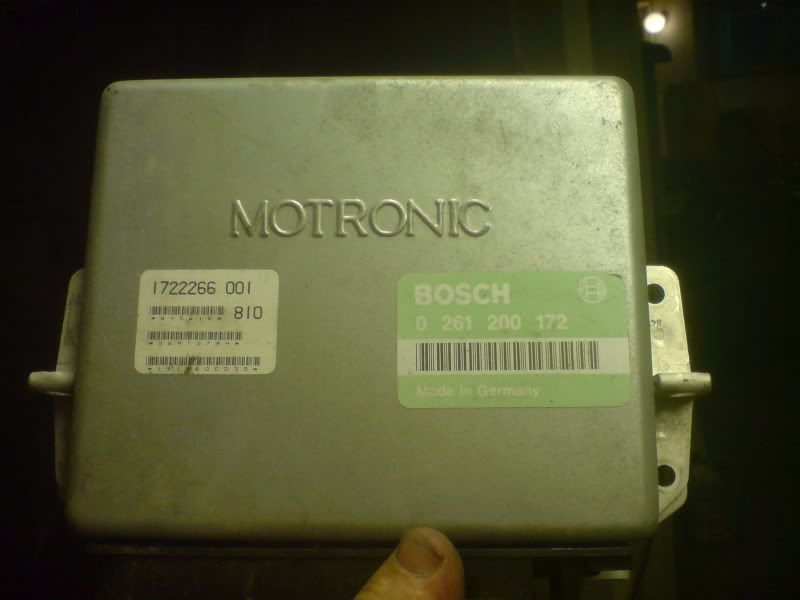 MOTRONIC
1722266 001
810
BOSCH
0 261 200 172
Made in Germany